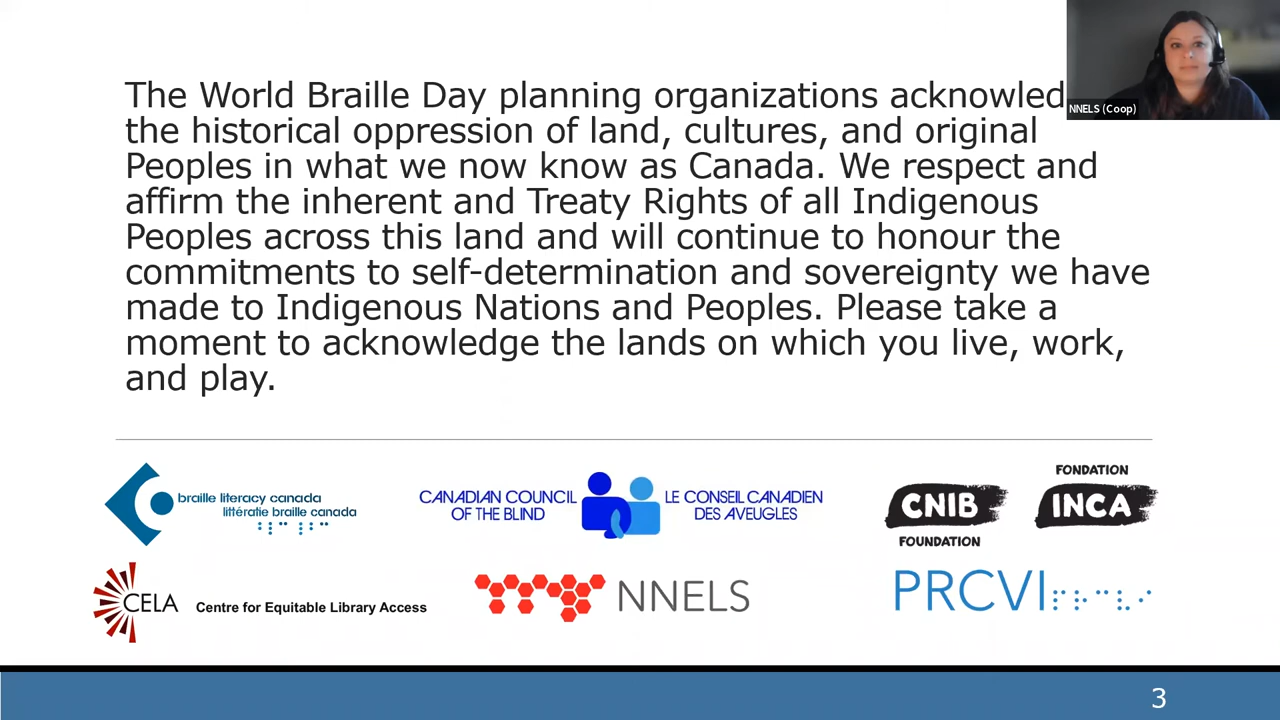 The World Braille Day planning organizations acknowled
the historical oppression of land, cultures, and original
Peoples in what we now know as Canada. We respect and
affirm the inherent and Treaty Rights of all Indigenous
Peoples across this land and will continue to honour the
commitments to self-determination and sovereignty we have
made to Indigenous Nations and Peoples. Please take a
moment to acknowledge the lands on which you live, work,
and play.
NNELS (Coop)
braille literacy canada
littératie braille canada
CANADIAN COUNCIL
OF THE BLIND
LE CONSEIL CANADIEN
DES AVEUGLES
CNIB
FOUNDATION
FONDATION
INCA
CELA
Centre for Equitable Library Access
NNELS
PRCVI
3